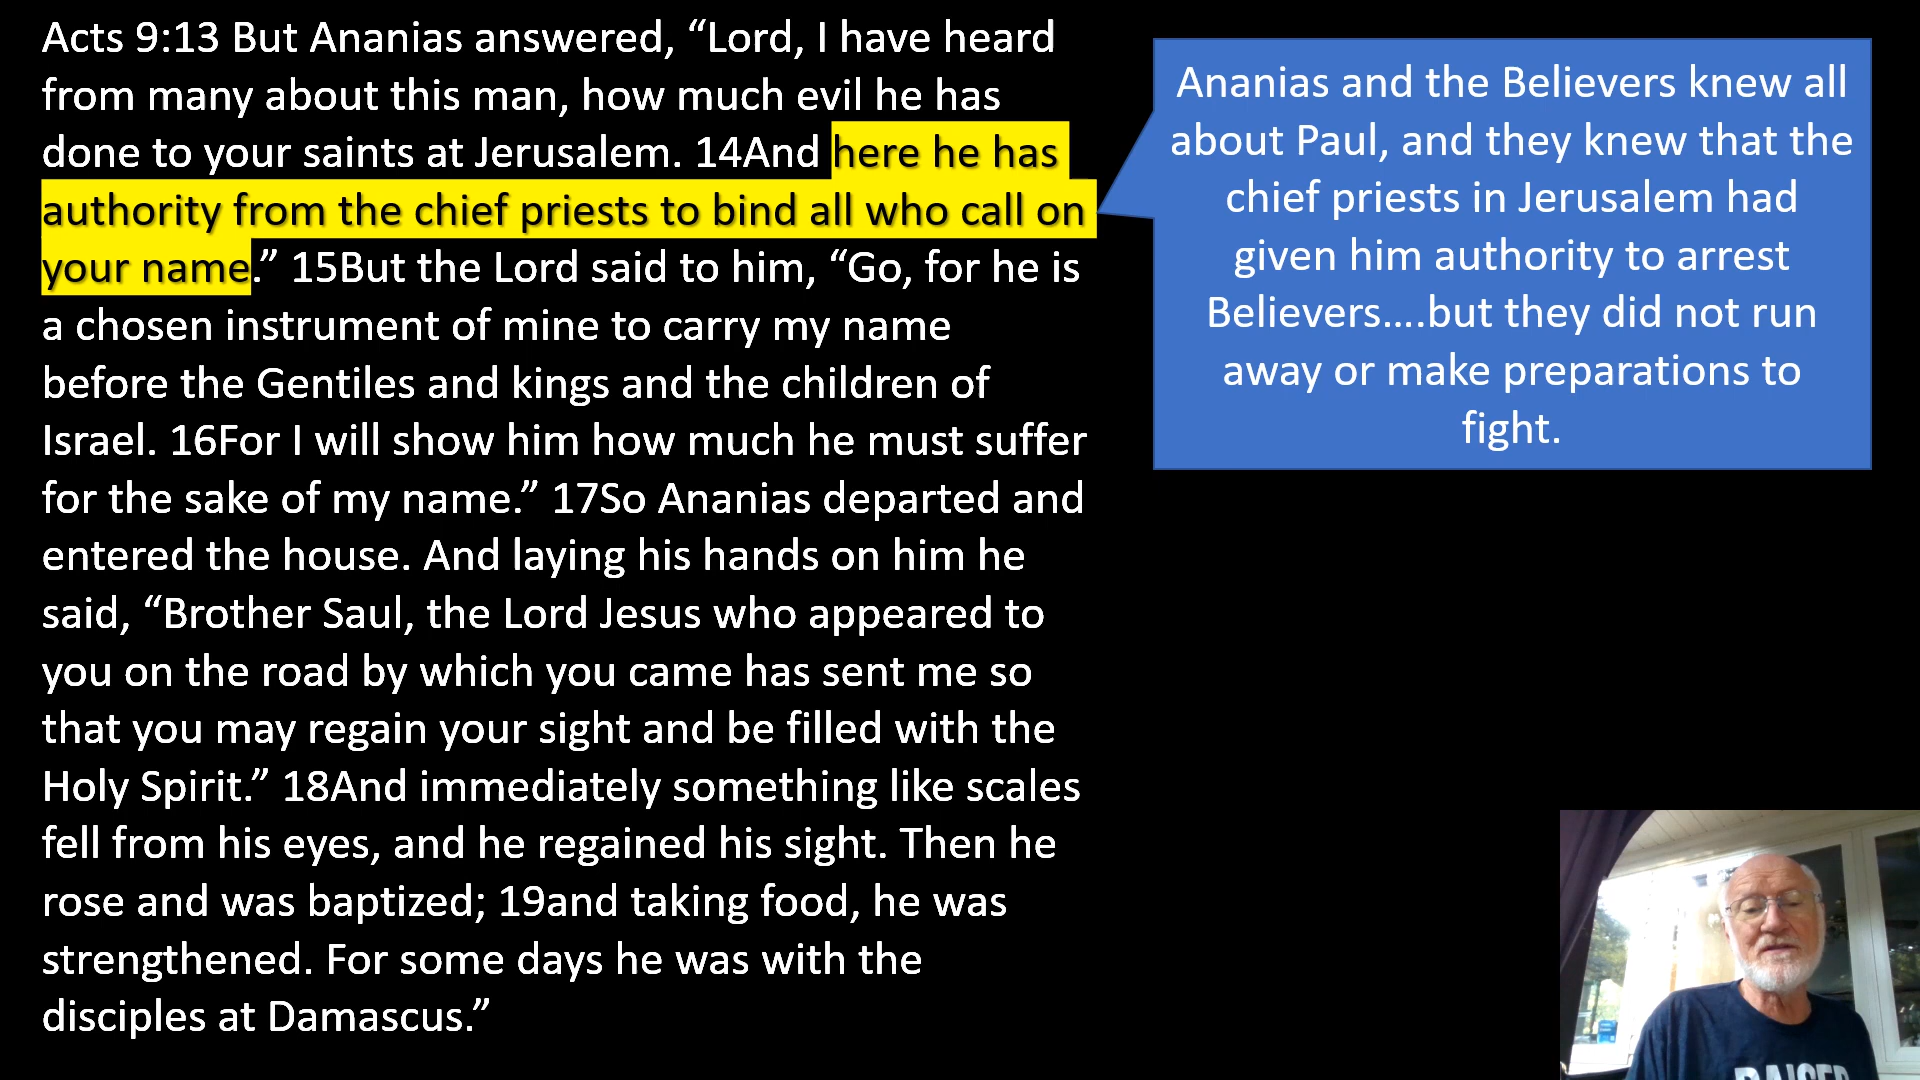 Acts 9:13 But Ananias answered, “Lord, I have heard
from many about this man, how much evil he has
done to your saints at Jerusalem. 14And here he has
authority from the chief priests to bind all who call on
your name.” 15But the Lord said to him, “Go, for he is
a chosen instrument of mine to carry my name
before the Gentiles and kings and the children of
Israel. 16For I will show him how much he must suffer
for the sake of my name.” 17So Ananias departed and
entered the house. And laying his hands on him he
said, “Brother Saul, the Lord Jesus who appeared to
you on the road by which you came has sent me so
that you may regain your sight and be filled with the
Holy Spirit.” 18And immediately something like scales
fell from his eyes, and he regained his sight. Then he
rose and was baptized; 19and taking food, he was
strengthened. For some days he was with the
disciples at Damascus.”
Ananias and the Believers knew all
about Paul, and they knew that the
chief priests in Jerusalem had
given him authority to arrest
Believers....but they did not run
away or make preparations to
fight.